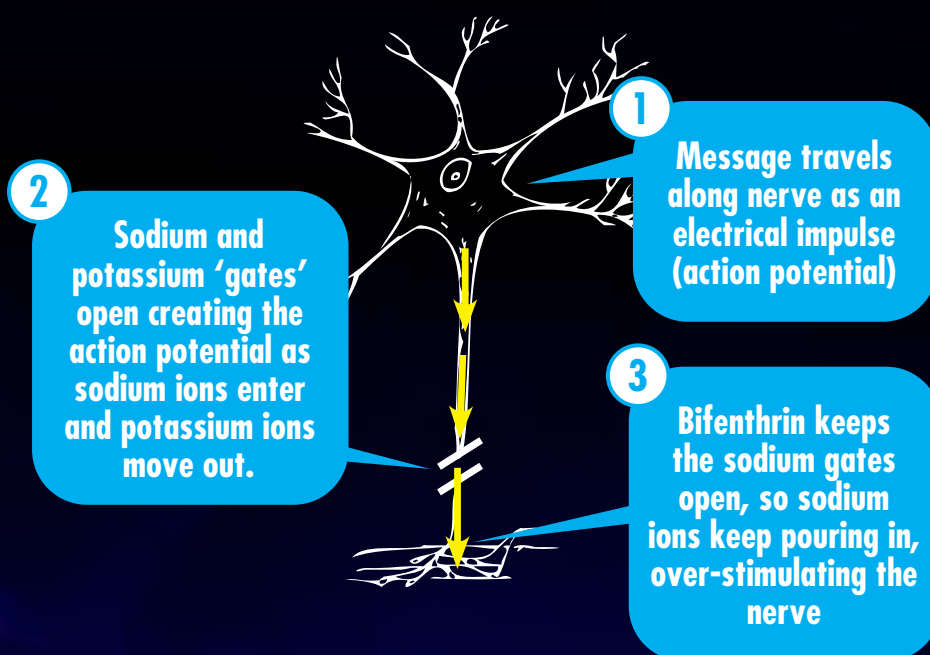 1
Message travels
along nerve as an
electrical impulse
(action potential)
2
Sodium and
potassium ‘gates’
open creating the
action potential as
sodium ions enter
and potassium ions
move out.
3
Bifenthrin keeps
the sodium gates
open, so sodium
ions keep pouring in,
over-stimulating the
nerve